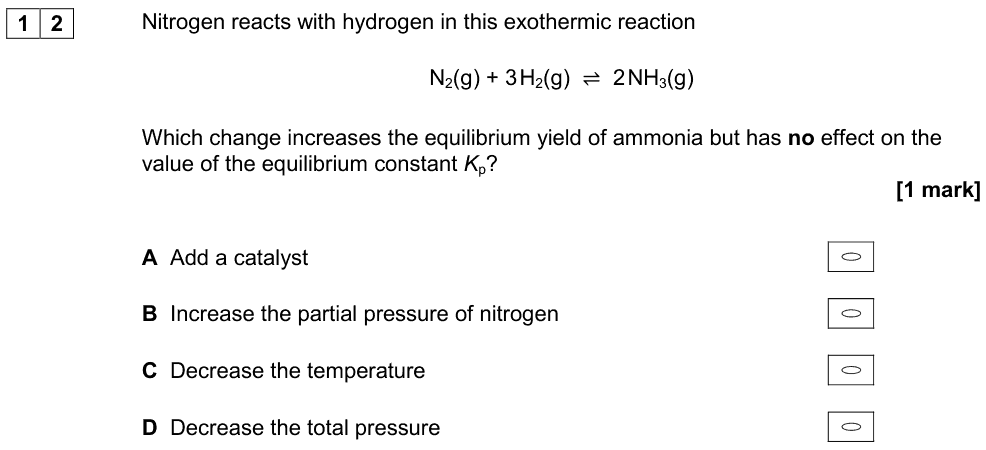 1 2 Nitrogen reacts with hydrogen in this exothermic reaction
N₂(g) + 3H₂(g) ⇌ 2NH₃(g)
Which change increases the equilibrium yield of ammonia but has no effect on the
value of the equilibrium constant Kₚ?
[1 mark]
A Add a catalyst
B Increase the partial pressure of nitrogen
C Decrease the temperature
D Decrease the total pressure